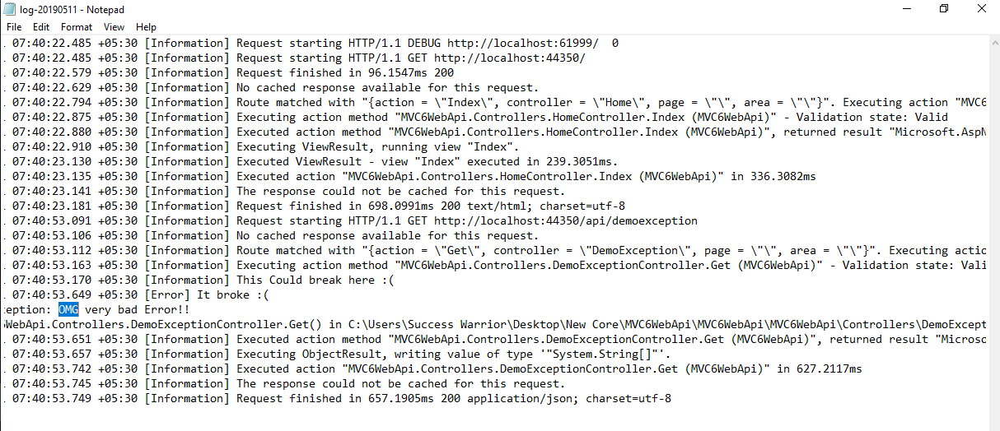 log-20190511 - Notepad
File Edit Format View Help
. 07:40:22.485 +05:30 [Information] Request starting HTTP/1.1 DEBUG http://localhost:61999/  0
. 07:40:22.485 +05:30 [Information] Request starting HTTP/1.1 GET http://localhost:44350/
. 07:40:22.579 +05:30 [Information] Request finished in 96.1547ms 200
. 07:40:22.629 +05:30 [Information] No cached response available for this request.
. 07:40:22.794 +05:30 [Information] Route matched with "{action = \"Index\", controller = \"Home\", page = \"\", area = \"\"}". Executing action "MVC6
. 07:40:22.875 +05:30 [Information] Executing action method "MVC6WebApi.Controllers.HomeController.Index (MVC6WebApi)" - Validation state: Valid
. 07:40:22.880 +05:30 [Information] Executed action method "MVC6WebApi.Controllers.HomeController.Index (MVC6WebApi)", returned result "Microsoft.AspN
. 07:40:22.910 +05:30 [Information] Executing ViewResult, running view "Index".
. 07:40:23.130 +05:30 [Information] Executed ViewResult - view "Index" executed in 239.3051ms.
. 07:40:23.135 +05:30 [Information] Executed action "MVC6WebApi.Controllers.HomeController.Index (MVC6WebApi)" in 336.3082ms
. 07:40:23.141 +05:30 [Information] The response could not be cached for this request.
. 07:40:23.181 +05:30 [Information] Request finished in 698.0991ms 200 text/html; charset=utf-8
. 07:40:53.091 +05:30 [Information] Request starting HTTP/1.1 GET http://localhost:44350/api/demoexception
. 07:40:53.106 +05:30 [Information] No cached response available for this request.
. 07:40:53.112 +05:30 [Information] Route matched with "{action = \"Get\", controller = \"DemoException\", page = \"\", area = \"\"}". Executing actio
. 07:40:53.163 +05:30 [Information] Executing action method "MVC6WebApi.Controllers.DemoExceptionController.Get (MVC6WebApi)" - Validation state: Vali
. 07:40:53.170 +05:30 [Information] This Could break here :(
. 07:40:53.649 +05:30 [Error] It broke :(
ception: OMG very bad Error!!
6WebApi.Controllers.DemoExceptionController.Get() in C:\Users\Success Warrior\Desktop\New Core\MVC6WebApi\MVC6WebApi\MVC6WebApi\Controllers\DemoExcept
. 07:40:53.651 +05:30 [Information] Executed action method "MVC6WebApi.Controllers.DemoExceptionController.Get (MVC6WebApi)", returned result "Microso
. 07:40:53.657 +05:30 [Information] Executing ObjectResult, writing value of type '"System.String[]"'.
. 07:40:53.742 +05:30 [Information] Executed action "MVC6WebApi.Controllers.DemoExceptionController.Get (MVC6WebApi)" in 627.2117ms
. 07:40:53.745 +05:30 [Information] The response could not be cached for this request.
. 07:40:53.749 +05:30 [Information] Request finished in 657.1905ms 200 application/json; charset=utf-8